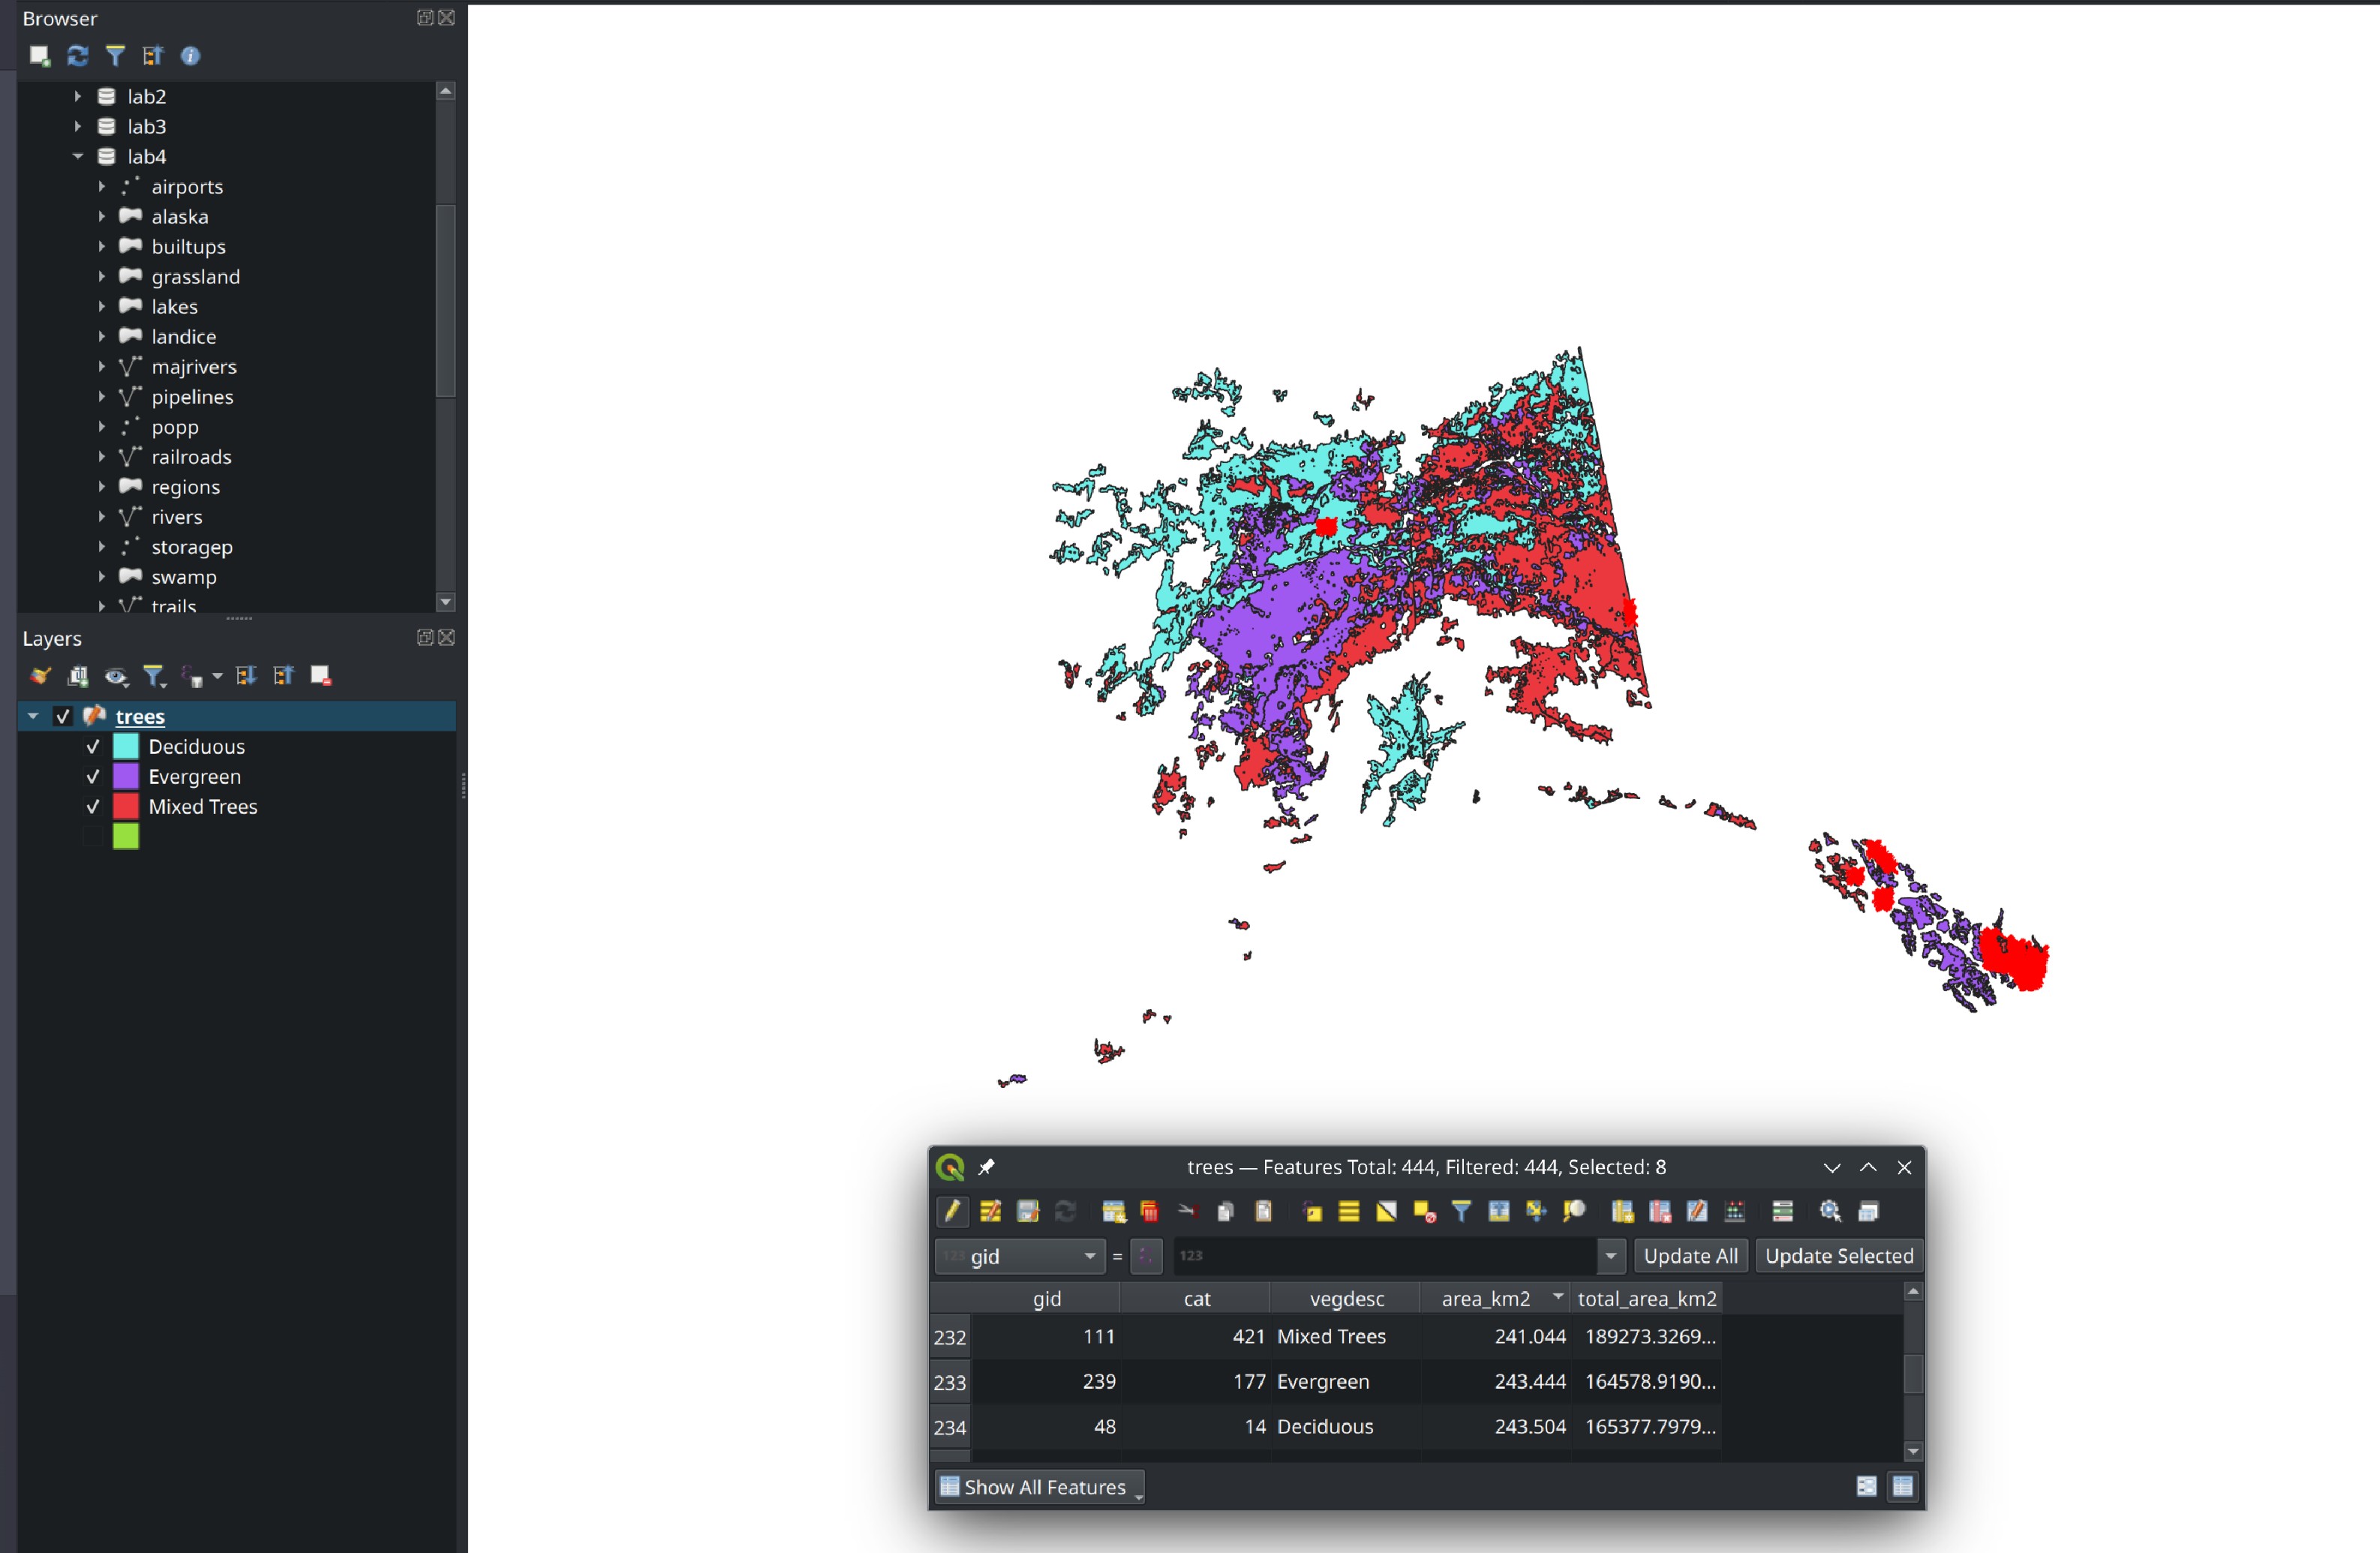 Browser
lab2
lab3
lab4
airports
alaska
builtups
grassland
lakes
landice
majrivers
pipelines
popp
railroads
regions
rivers
storagep
swamp
trails
Layers
trees
Deciduous
Evergreen
Mixed Trees
trees — Features Total: 444, Filtered: 444, Selected: 8
123 gid = 123 Update All Update Selected
gid cat vegdesc area_km2 total_area_km2
232 111 421 Mixed Trees 241.044 189273.3269...
233 239 177 Evergreen 243.444 164578.9190...
234 48 14 Deciduous 243.504 165377.7979...
Show All Features